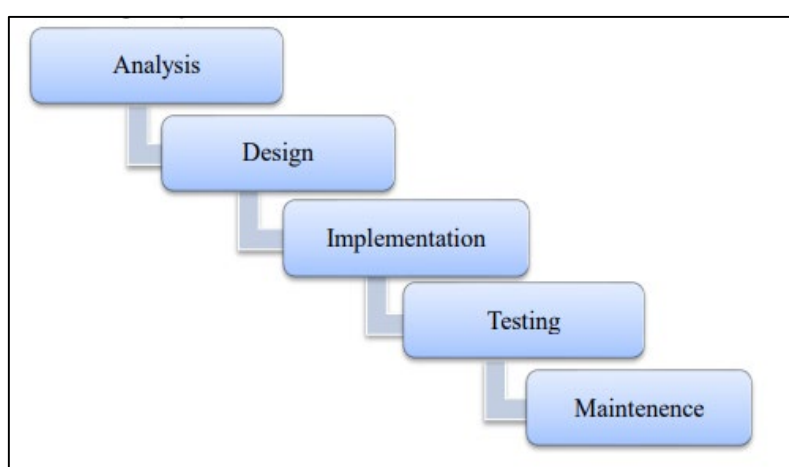 Analysis
Design
Implementation
Testing
Maintenence